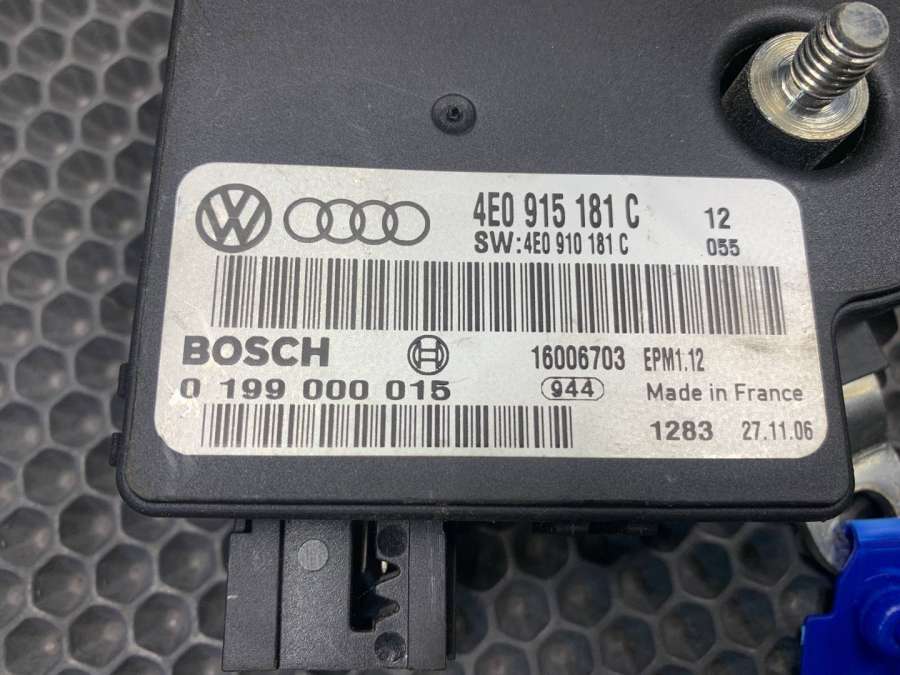 4E0 915 181 C 12
SW:4E0 910 181 C 055
BOSCH 16006703 EPM1.12
0 199 000 015 944 Made in France
1283 27.11.06